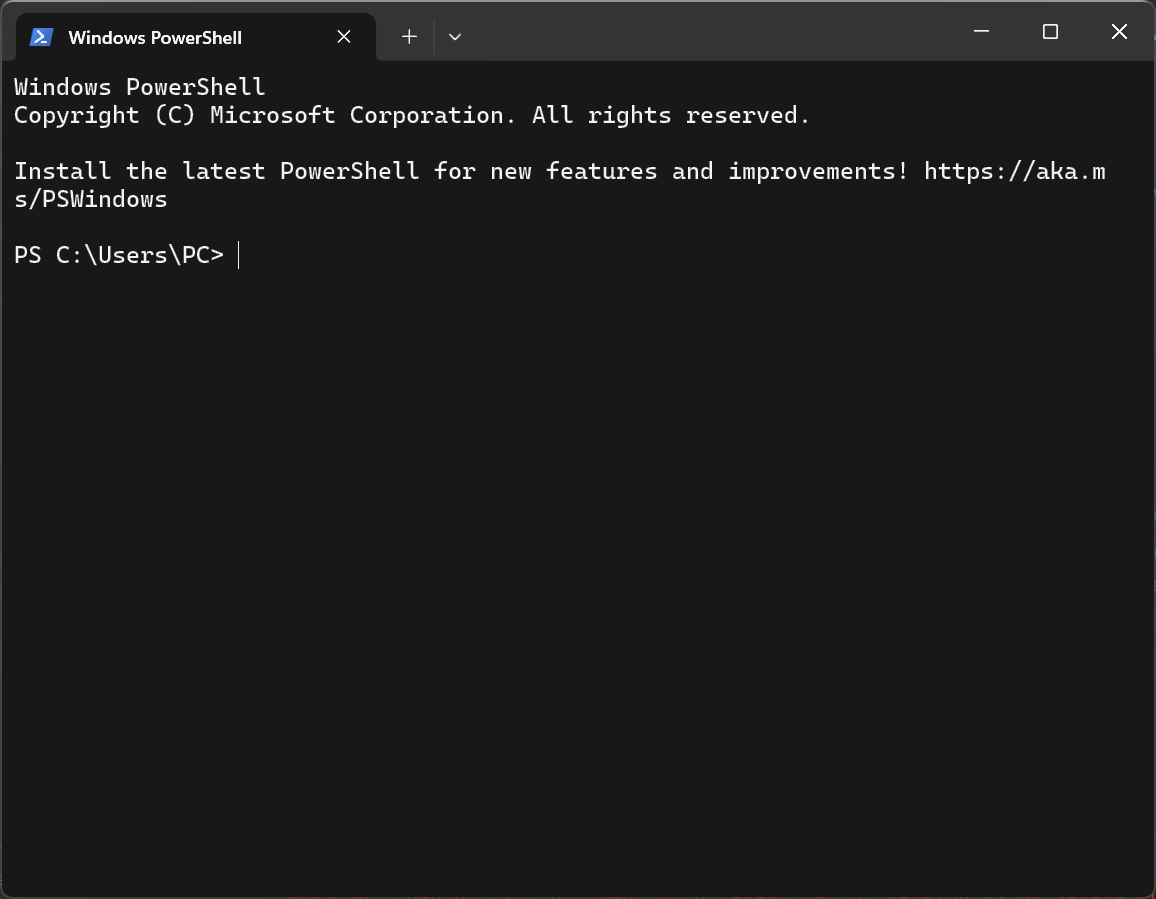 Windows PowerShell
Windows PowerShell
Copyright (C) Microsoft Corporation. All rights reserved.
Install the latest PowerShell for new features and improvements! https://aka.m
s/PSWindows
PS C:\Users\PC>